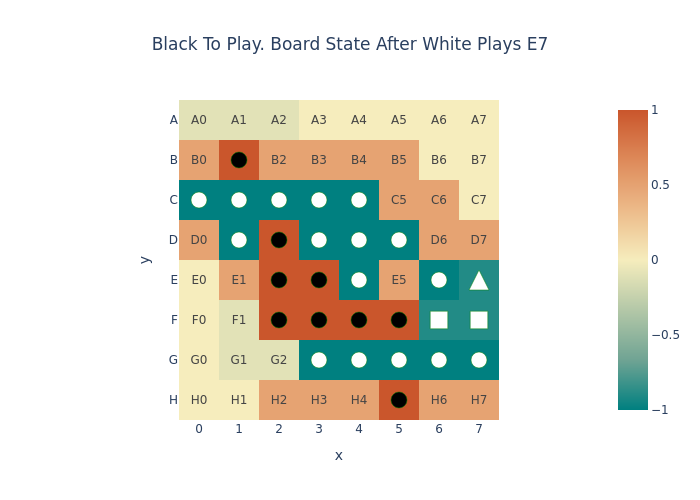 Black To Play. Board State After White Plays E7
A A0 A1 A2 A3 A4 A5 A6 A7
B B0 B2 B3 B4 B5 B6 B7
C C5 C6 C7
D D0 D6 D7
E E0 E1 E5
F F0 F1
G G0 G1 G2
H H0 H1 H2 H3 H4 H6 H7
0 1 2 3 4 5 6 7
x
y
1
0.5
0
−0.5
−1